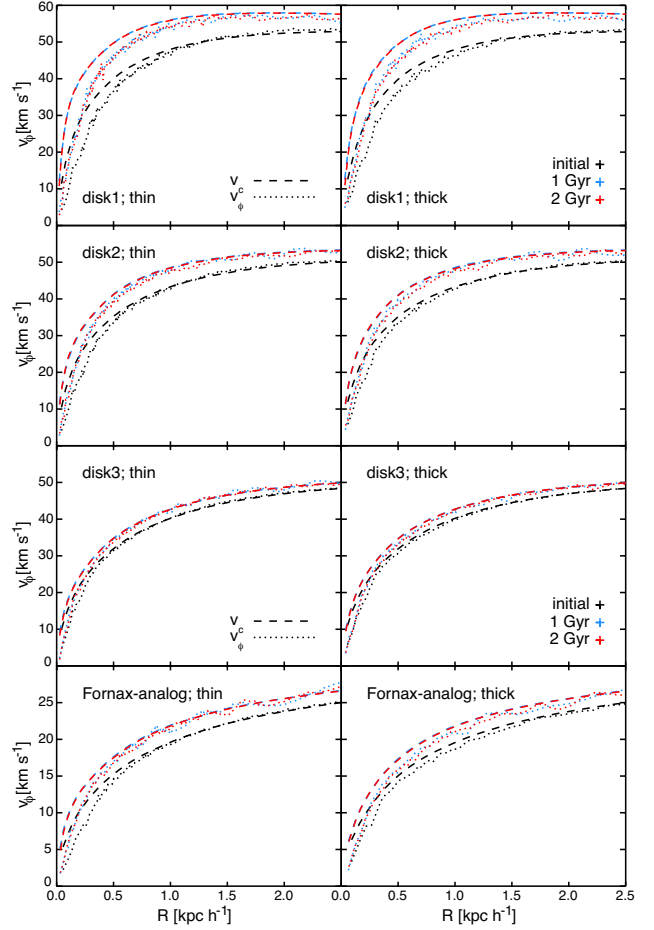 60
50
40
30
20
10
0
v_ϕ[km s⁻¹]
disk1; thin
v_c
v_ϕ
disk1; thick
initial
1 Gyr
2 Gyr
50
40
30
20
10
0
v_ϕ[km s⁻¹]
disk2; thin
disk2; thick
50
40
30
20
10
0
v_ϕ[km s⁻¹]
disk3; thin
v_c
v_ϕ
disk3; thick
initial
1 Gyr
2 Gyr
25
20
15
10
5
0
v_ϕ[km s⁻¹]
Fornax-analog; thin
Fornax-analog; thick
0.0 0.5 1.0 1.5 2.0 0.0 0.5 1.0 1.5 2.0 2.5
R [kpc h⁻¹] R [kpc h⁻¹]